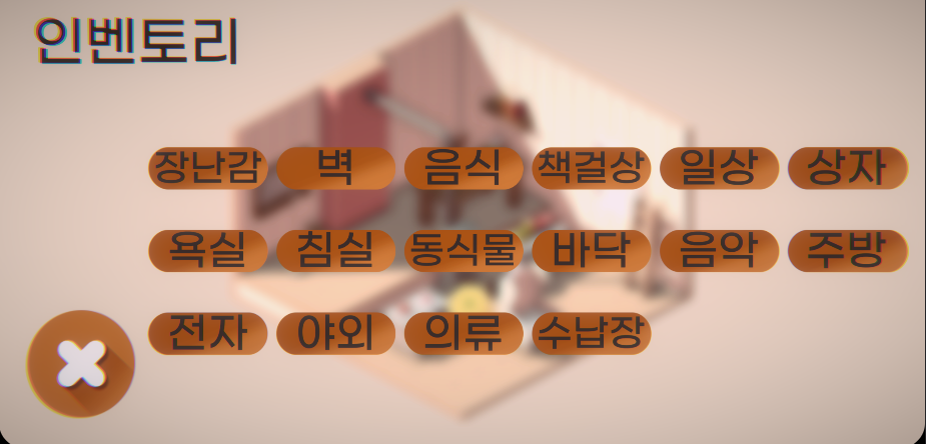 인벤토리
장난감 벽 음식 책걸상 일상 상자
욕실 침실 동식물 바닥 음악 주방
전자 야외 의류 수납장